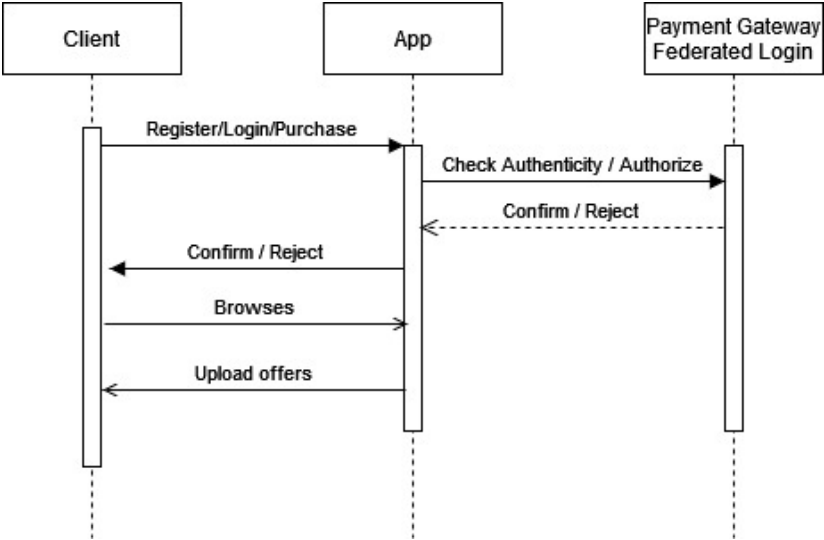 Client
App
Payment Gateway
Federated Login
Register/Login/Purchase
Check Authenticity / Authorize
Confirm / Reject
Confirm / Reject
Browses
Upload offers